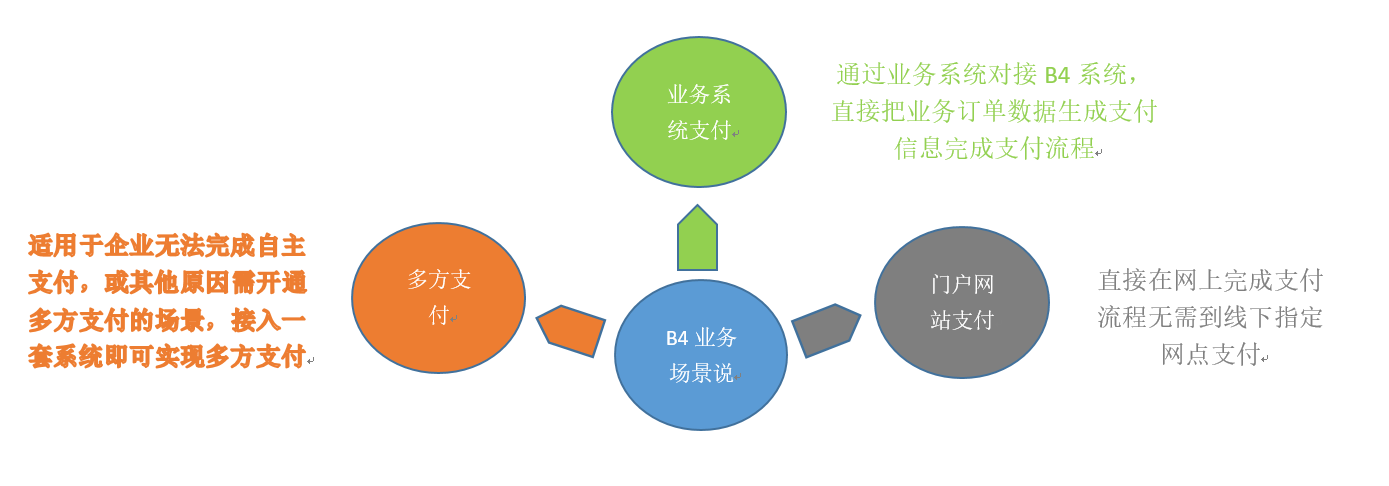 业务系
统支付
通过业务系统对接 B4 系统，
直接把业务订单数据生成支付
信息完成支付流程
适用于企业无法完成自主
支付，或其他原因需开通
多方支付的场景，接入一
套系统即可实现多方支付
多方支
付
B4 业务
场景说
门户网
站支付
直接在网上完成支付
流程无需到线下指定
网点支付